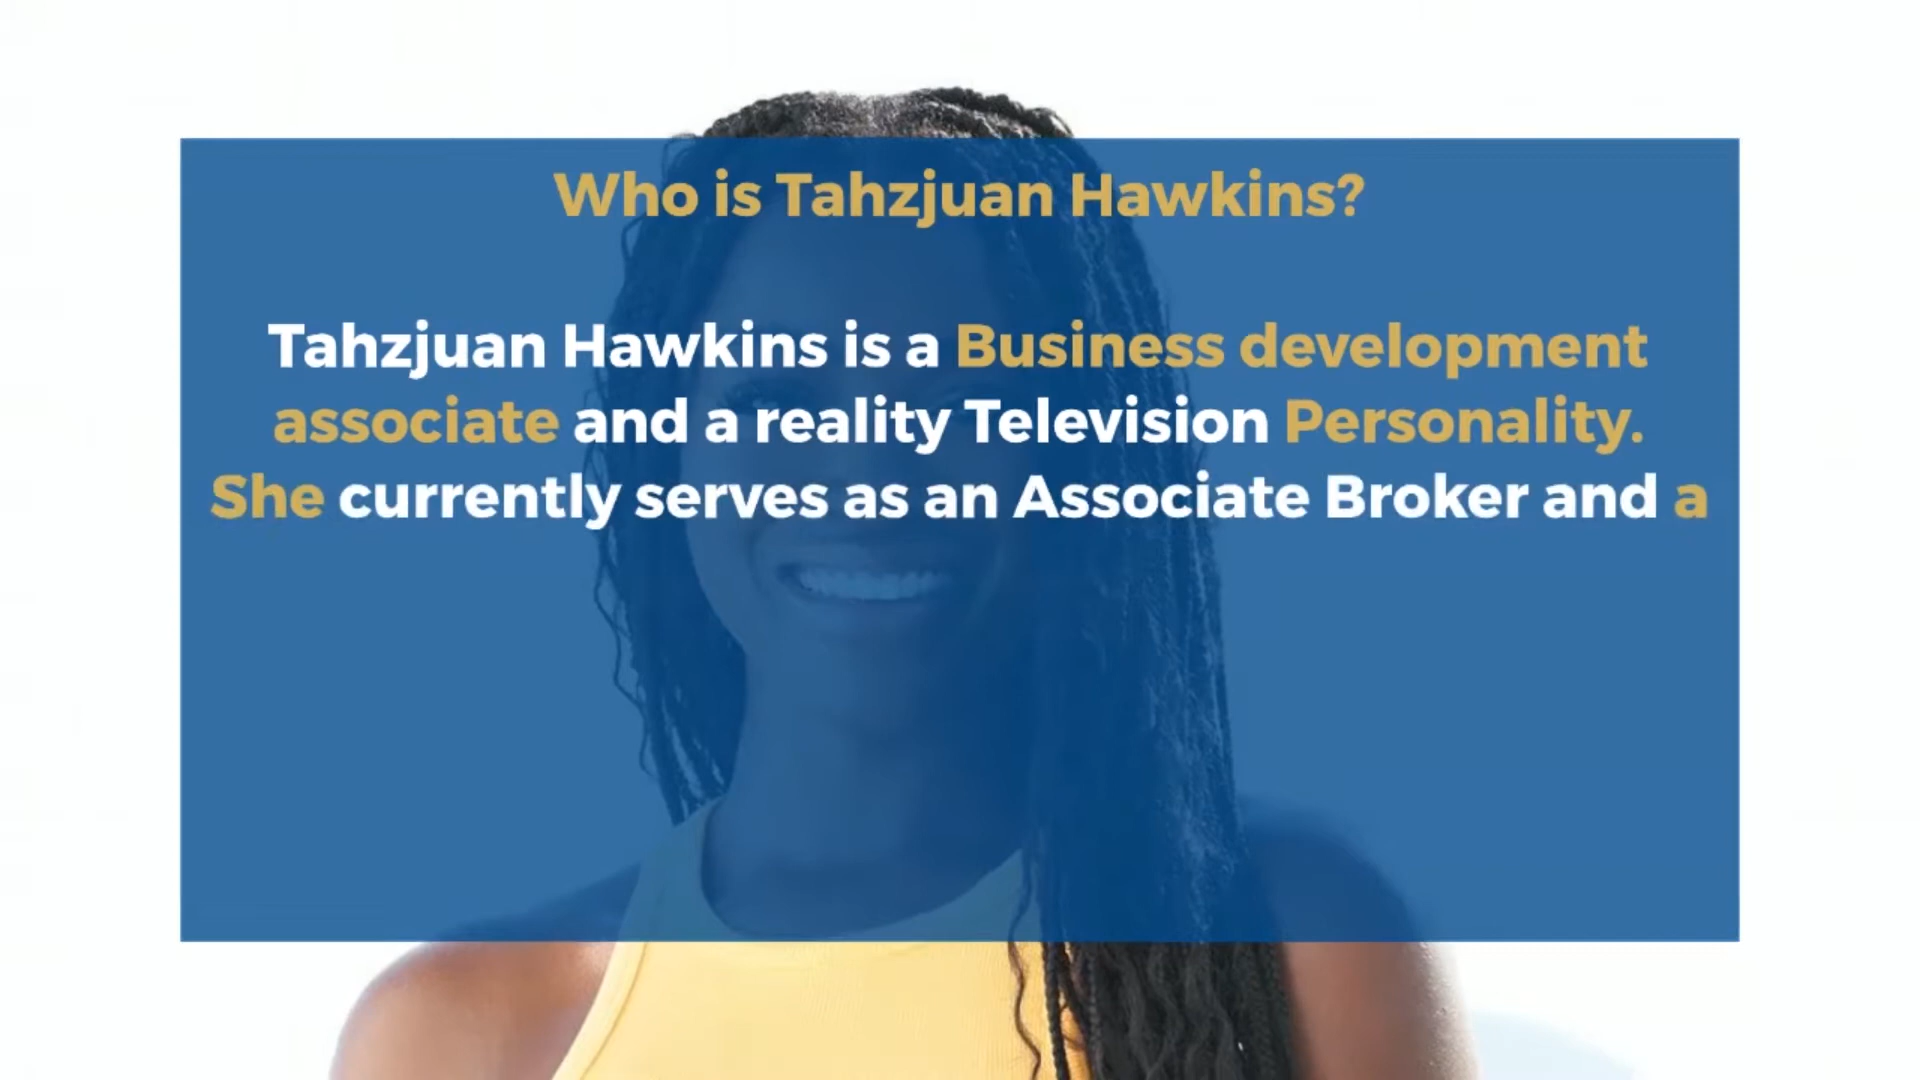 Who is Tahzjuan Hawkins?
Tahzjuan Hawkins is a Business development
associate and a reality Television Personality.
She currently serves as an Associate Broker and a